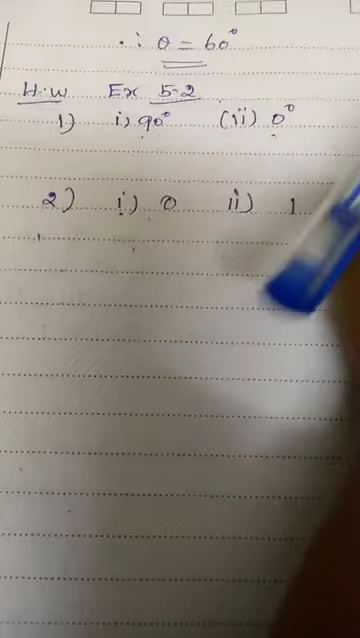 ∴ θ = 60°
H.W Ex 5.2
1) i) 90° (ii) 0°
2) i) 0 ii) 1